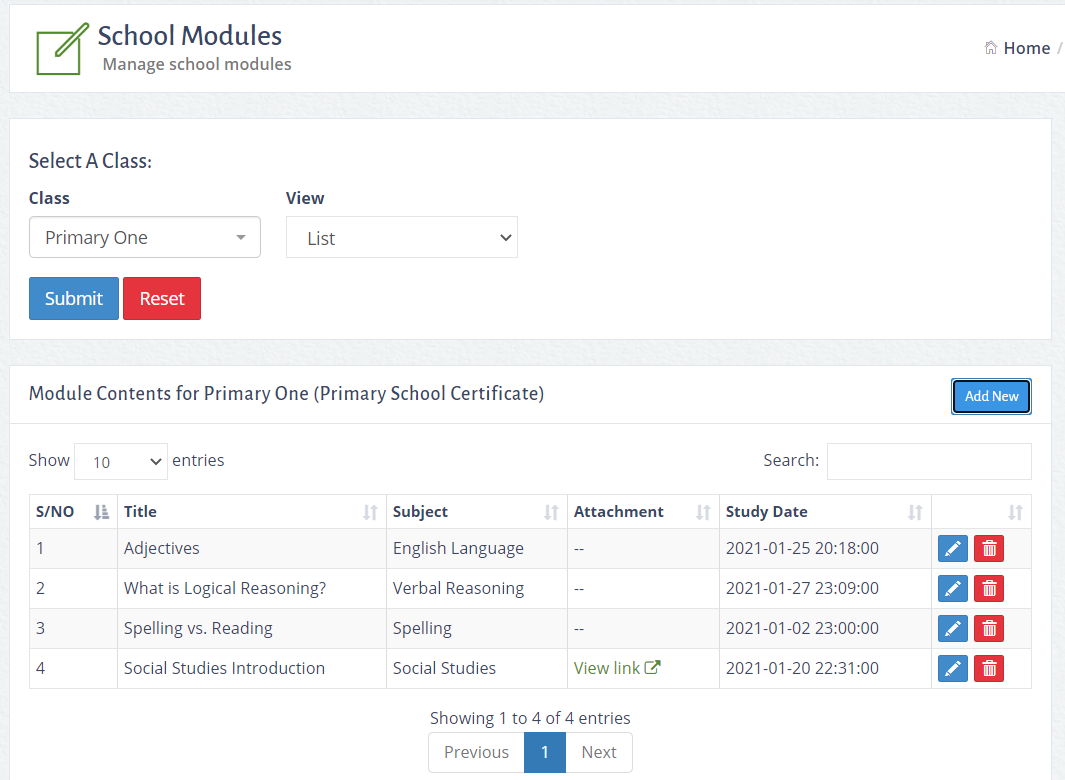 School Modules
Manage school modules
Home /
Select A Class:
Class View
Primary One List
Submit Reset
Module Contents for Primary One (Primary School Certificate)
Add New
Show 10 entries Search:
S/NO Title Subject Attachment Study Date
1 Adjectives English Language -- 2021-01-25 20:18:00
2 What is Logical Reasoning? Verbal Reasoning -- 2021-01-27 23:09:00
3 Spelling vs. Reading Spelling -- 2021-01-02 23:00:00
4 Social Studies Introduction Social Studies View link 2021-01-20 22:31:00
Showing 1 to 4 of 4 entries
Previous 1 Next